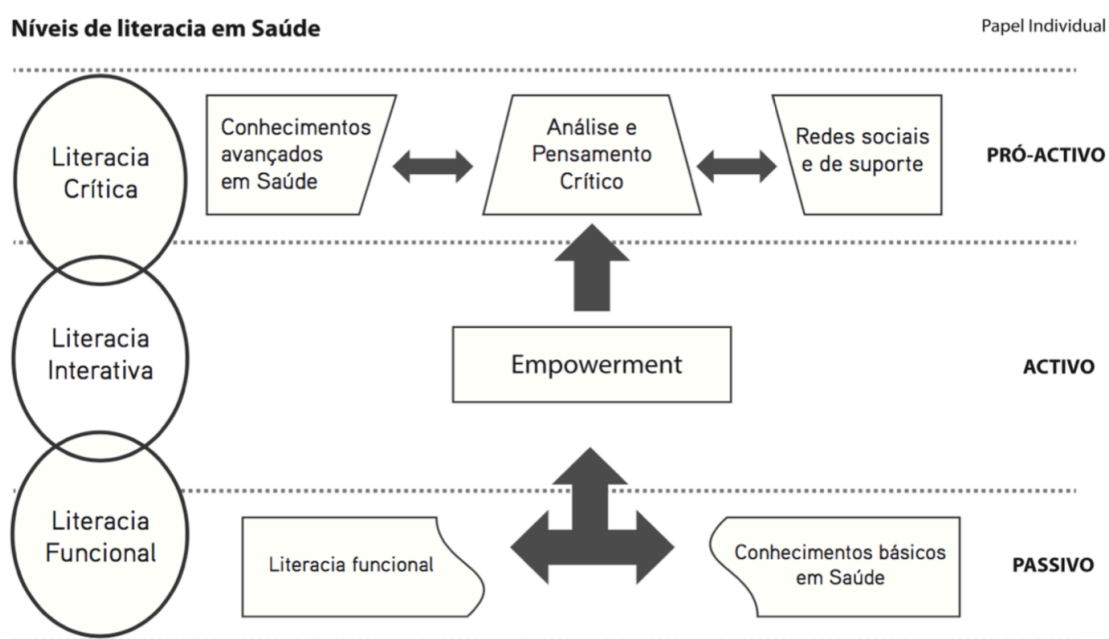 Níveis de literacia em Saúde
Papel Individual
Literacia
Crítica
Conhecimentos
avançados
em Saúde
Análise e
Pensamento
Crítico
Redes sociais
e de suporte
PRÓ-ACTIVO
Literacia
Interativa
Empowerment
ACTIVO
Literacia
Funcional
Literacia funcional
Conhecimentos básicos
em Saúde
PASSIVO